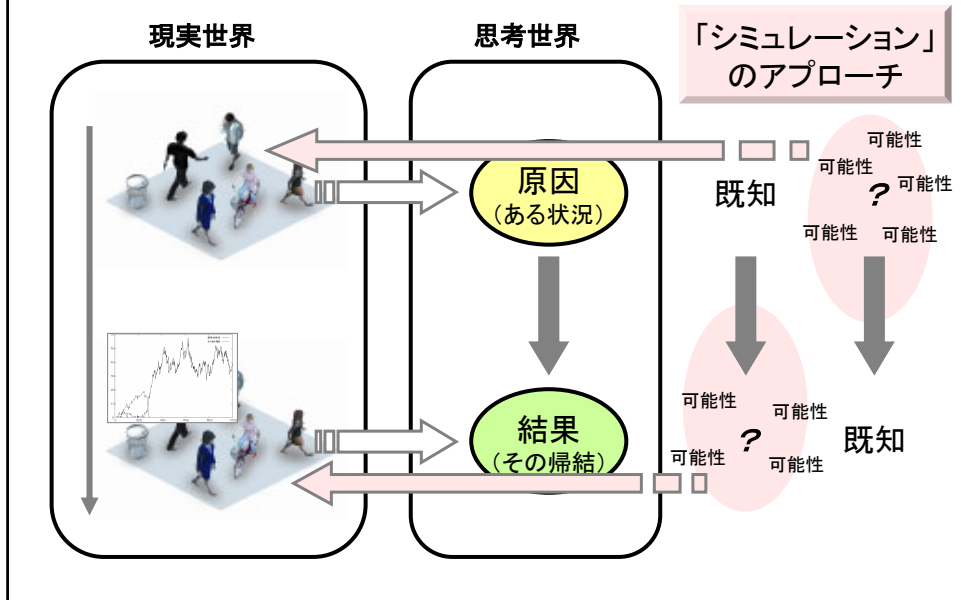 現実世界
思考世界
「シミュレーション」
のアプローチ
原因
(ある状況)
既知
可能性
可能性
可能性
?
可能性
可能性
結果
(その帰結)
可能性
可能性
?
可能性
可能性
既知